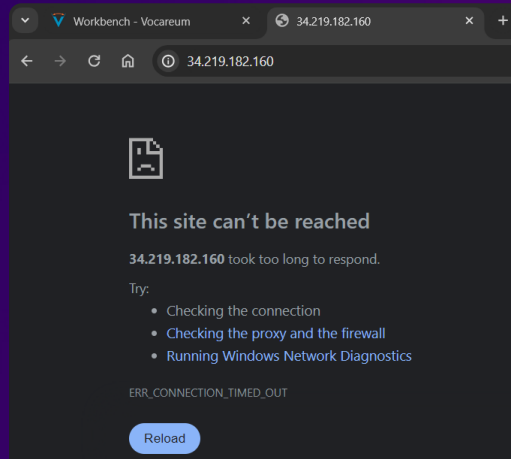 Workbench - Vocareum
34.219.182.160
34.219.182.160
This site can't be reached
34.219.182.160 took too long to respond.
Try:
• Checking the connection
• Checking the proxy and the firewall
• Running Windows Network Diagnostics
ERR_CONNECTION_TIMED_OUT
Reload